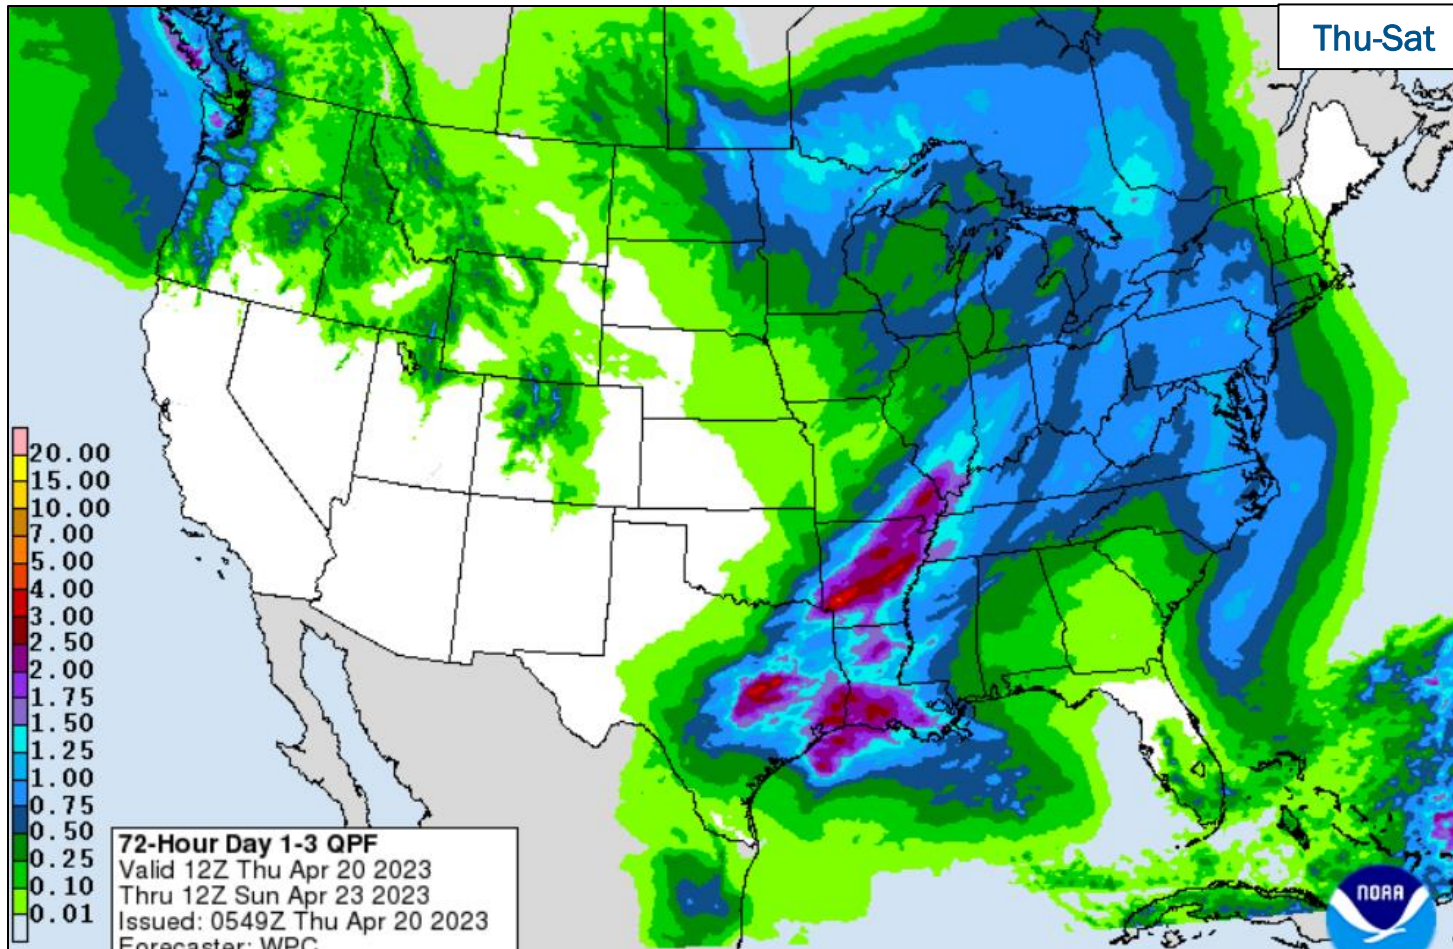 Thu-Sat
20.00
15.00
10.00
7.00
5.00
4.00
3.00
2.50
2.00
1.75
1.50
1.25
1.00
0.75
0.50
0.25
0.10
0.01
72-Hour Day 1-3 QPF
Valid 12Z Thu Apr 20 2023
Thru 12Z Sun Apr 23 2023
Issued: 0549Z Thu Apr 20 2023
Forecaster: WPC
NOAA